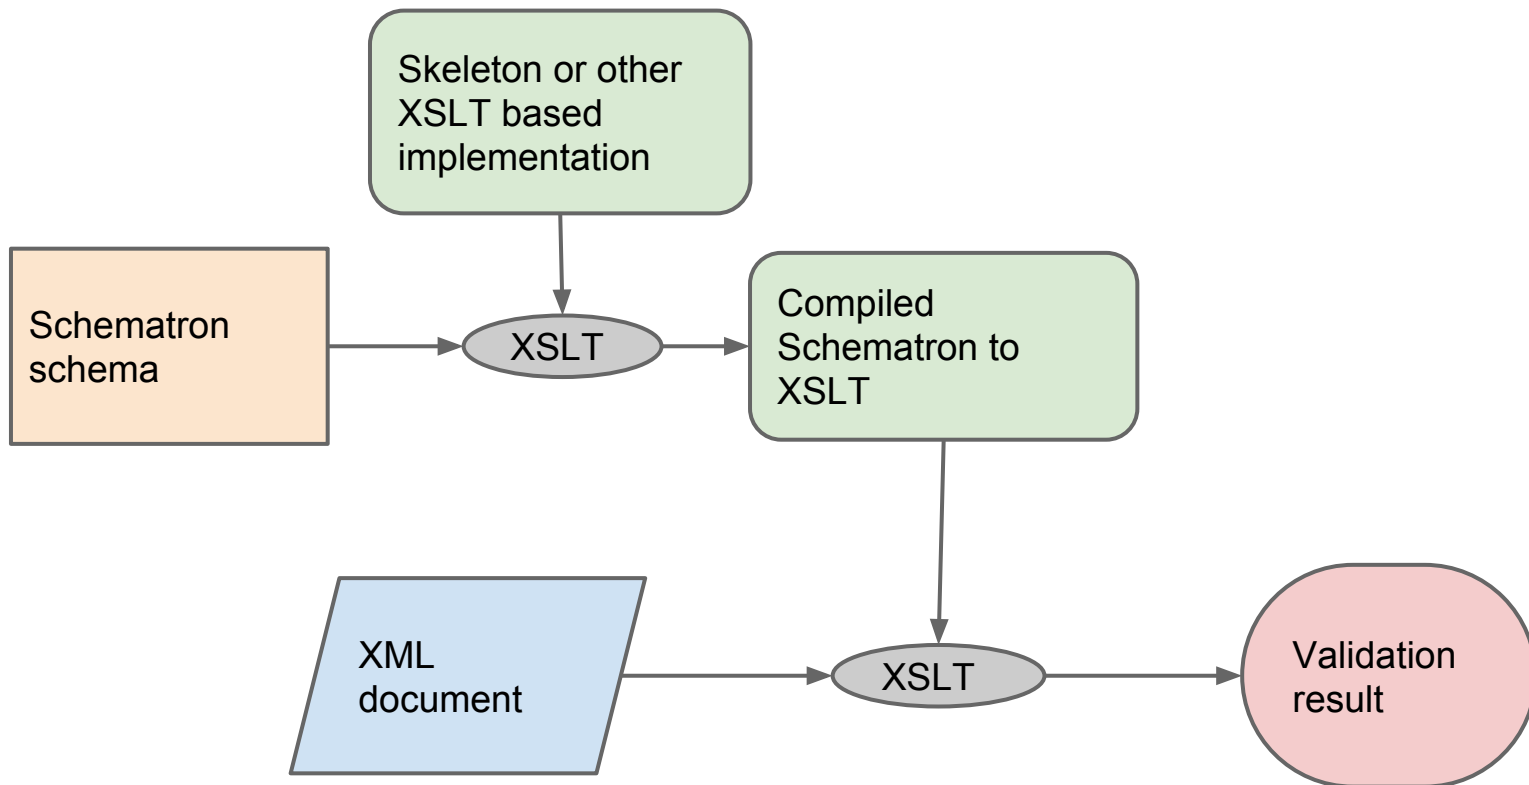 Skeleton or other
XSLT based
implementation
Schematron
schema
XSLT
Compiled
Schematron to
XSLT
XML
document
XSLT
Validation
result